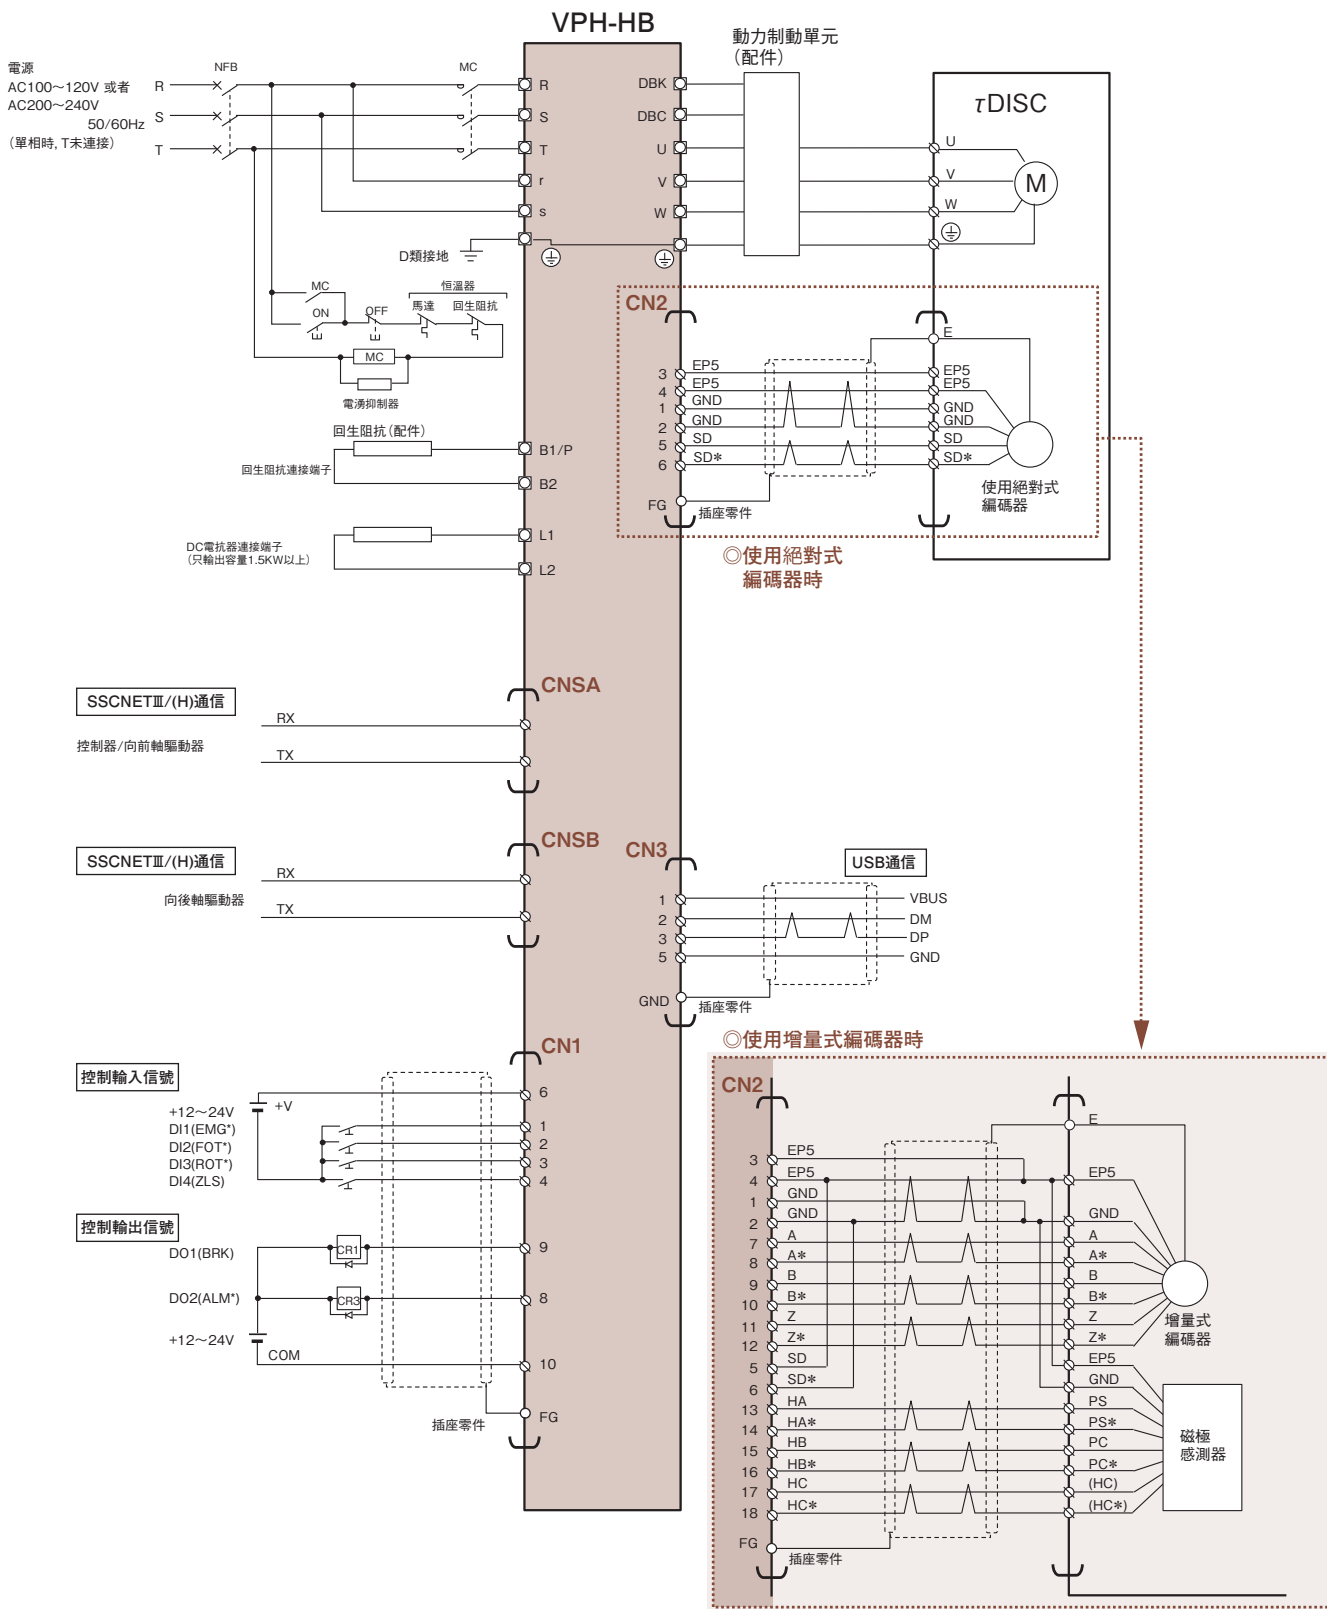 VPH-HB
電源
AC100～120V 或者
AC200～240V
50/60Hz
(單相時, T未連接)
NFB
MC
R
S
T
R
S
T
r
s
D類接地
DBK
DBC
U
V
W
動力制動單元
(配件)
τDISC
U
V
W
M
MC
ON
OFF
恒溫器
馬達
回生阻抗
MC
電湧抑制器
回生阻抗(配件)
回生阻抗連接端子
B1/P
B2
DC電抗器連接端子
(只輸出容量1.5KW以上)
L1
L2
CN2
3 EP5
4 EP5
1 GND
2 GND
5 SD
6 SD*
FG
插座零件
E
EP5
EP5
GND
GND
SD
SD*
使用絕對式
編碼器
◎使用絕對式
編碼器時
CNSA
SSCNETⅢ/(H)通信
RX
控制器/向前軸驅動器
TX
CNSB
SSCNETⅢ/(H)通信
RX
向後軸驅動器
TX
CN3
USB通信
1 VBUS
2 DM
3 DP
5 GND
GND
插座零件
CN1
控制輸入信號
+V
+12～24V
DI1(EMG*)
DI2(FOT*)
DI3(ROT*)
DI4(ZLS)
6
1
2
3
4
控制輸出信號
DO1(BRK)
CR1
9
DO2(ALM*)
CR3
8
+12～24V
COM
10
FG
插座零件
◎使用增量式編碼器時
CN2
3 EP5
4 EP5
1 GND
2 GND
7 A
8 A*
9 B
10 B*
11 Z
12 Z*
5 SD
6 SD*
13 HA
14 HA*
15 HB
16 HB*
17 HC
18 HC*
FG
插座零件
E
EP5
GND
A
A*
B
B*
Z
Z*
EP5
GND
PS
PS*
PC
PC*
(HC)
(HC*)
增量式
編碼器
磁極
感測器